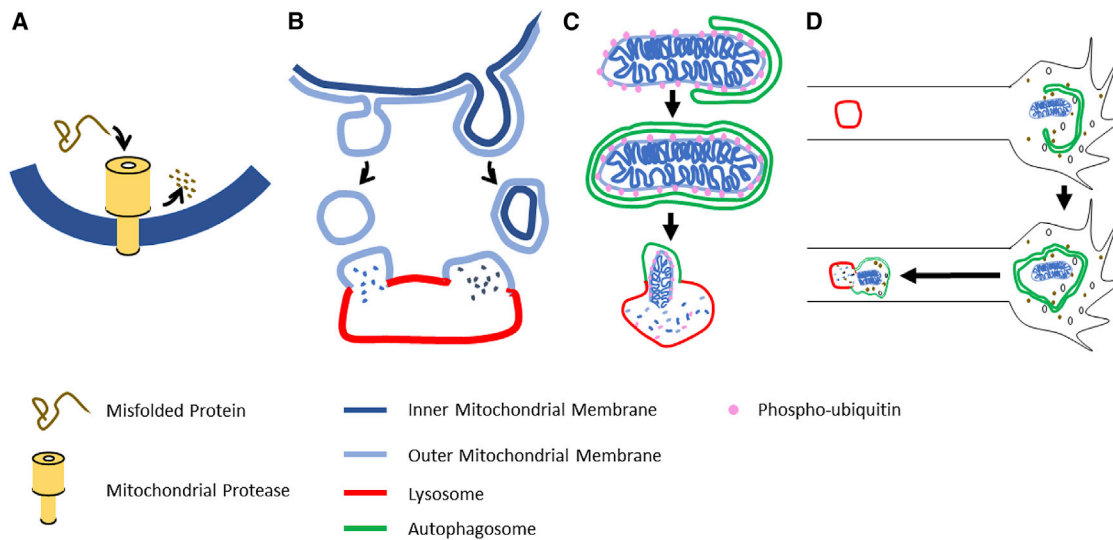 A
B
C
D
Misfolded Protein
Mitochondrial Protease
Inner Mitochondrial Membrane
Outer Mitochondrial Membrane
Lysosome
Autophagosome
Phospho-ubiquitin